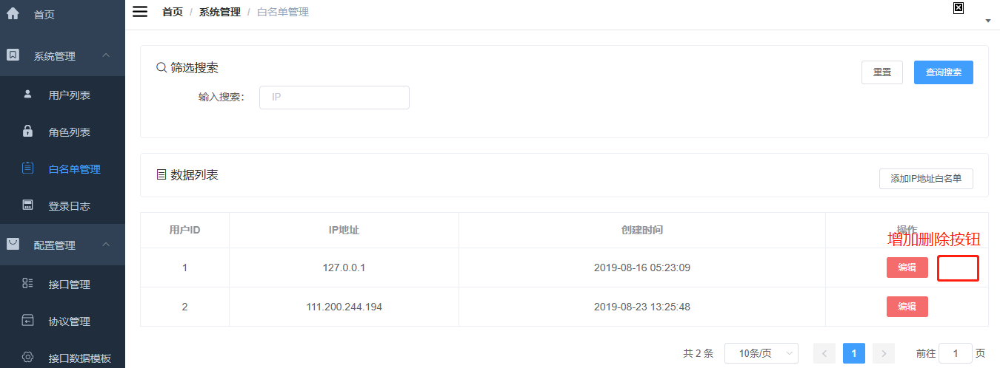 首页
系统管理
用户列表
角色列表
白名单管理
登录日志
配置管理
接口管理
协议管理
接口数据模板
首页 / 系统管理 / 白名单管理
筛选搜索
重置 查询搜索
输入搜索： IP
数据列表
添加IP地址白名单
用户ID IP地址 创建时间 操作
增加删除按钮
1 127.0.0.1 2019-08-16 05:23:09 编辑
2 111.200.244.194 2019-08-23 13:25:48 编辑
共 2 条 10条/页 < 1 > 前往 1 页